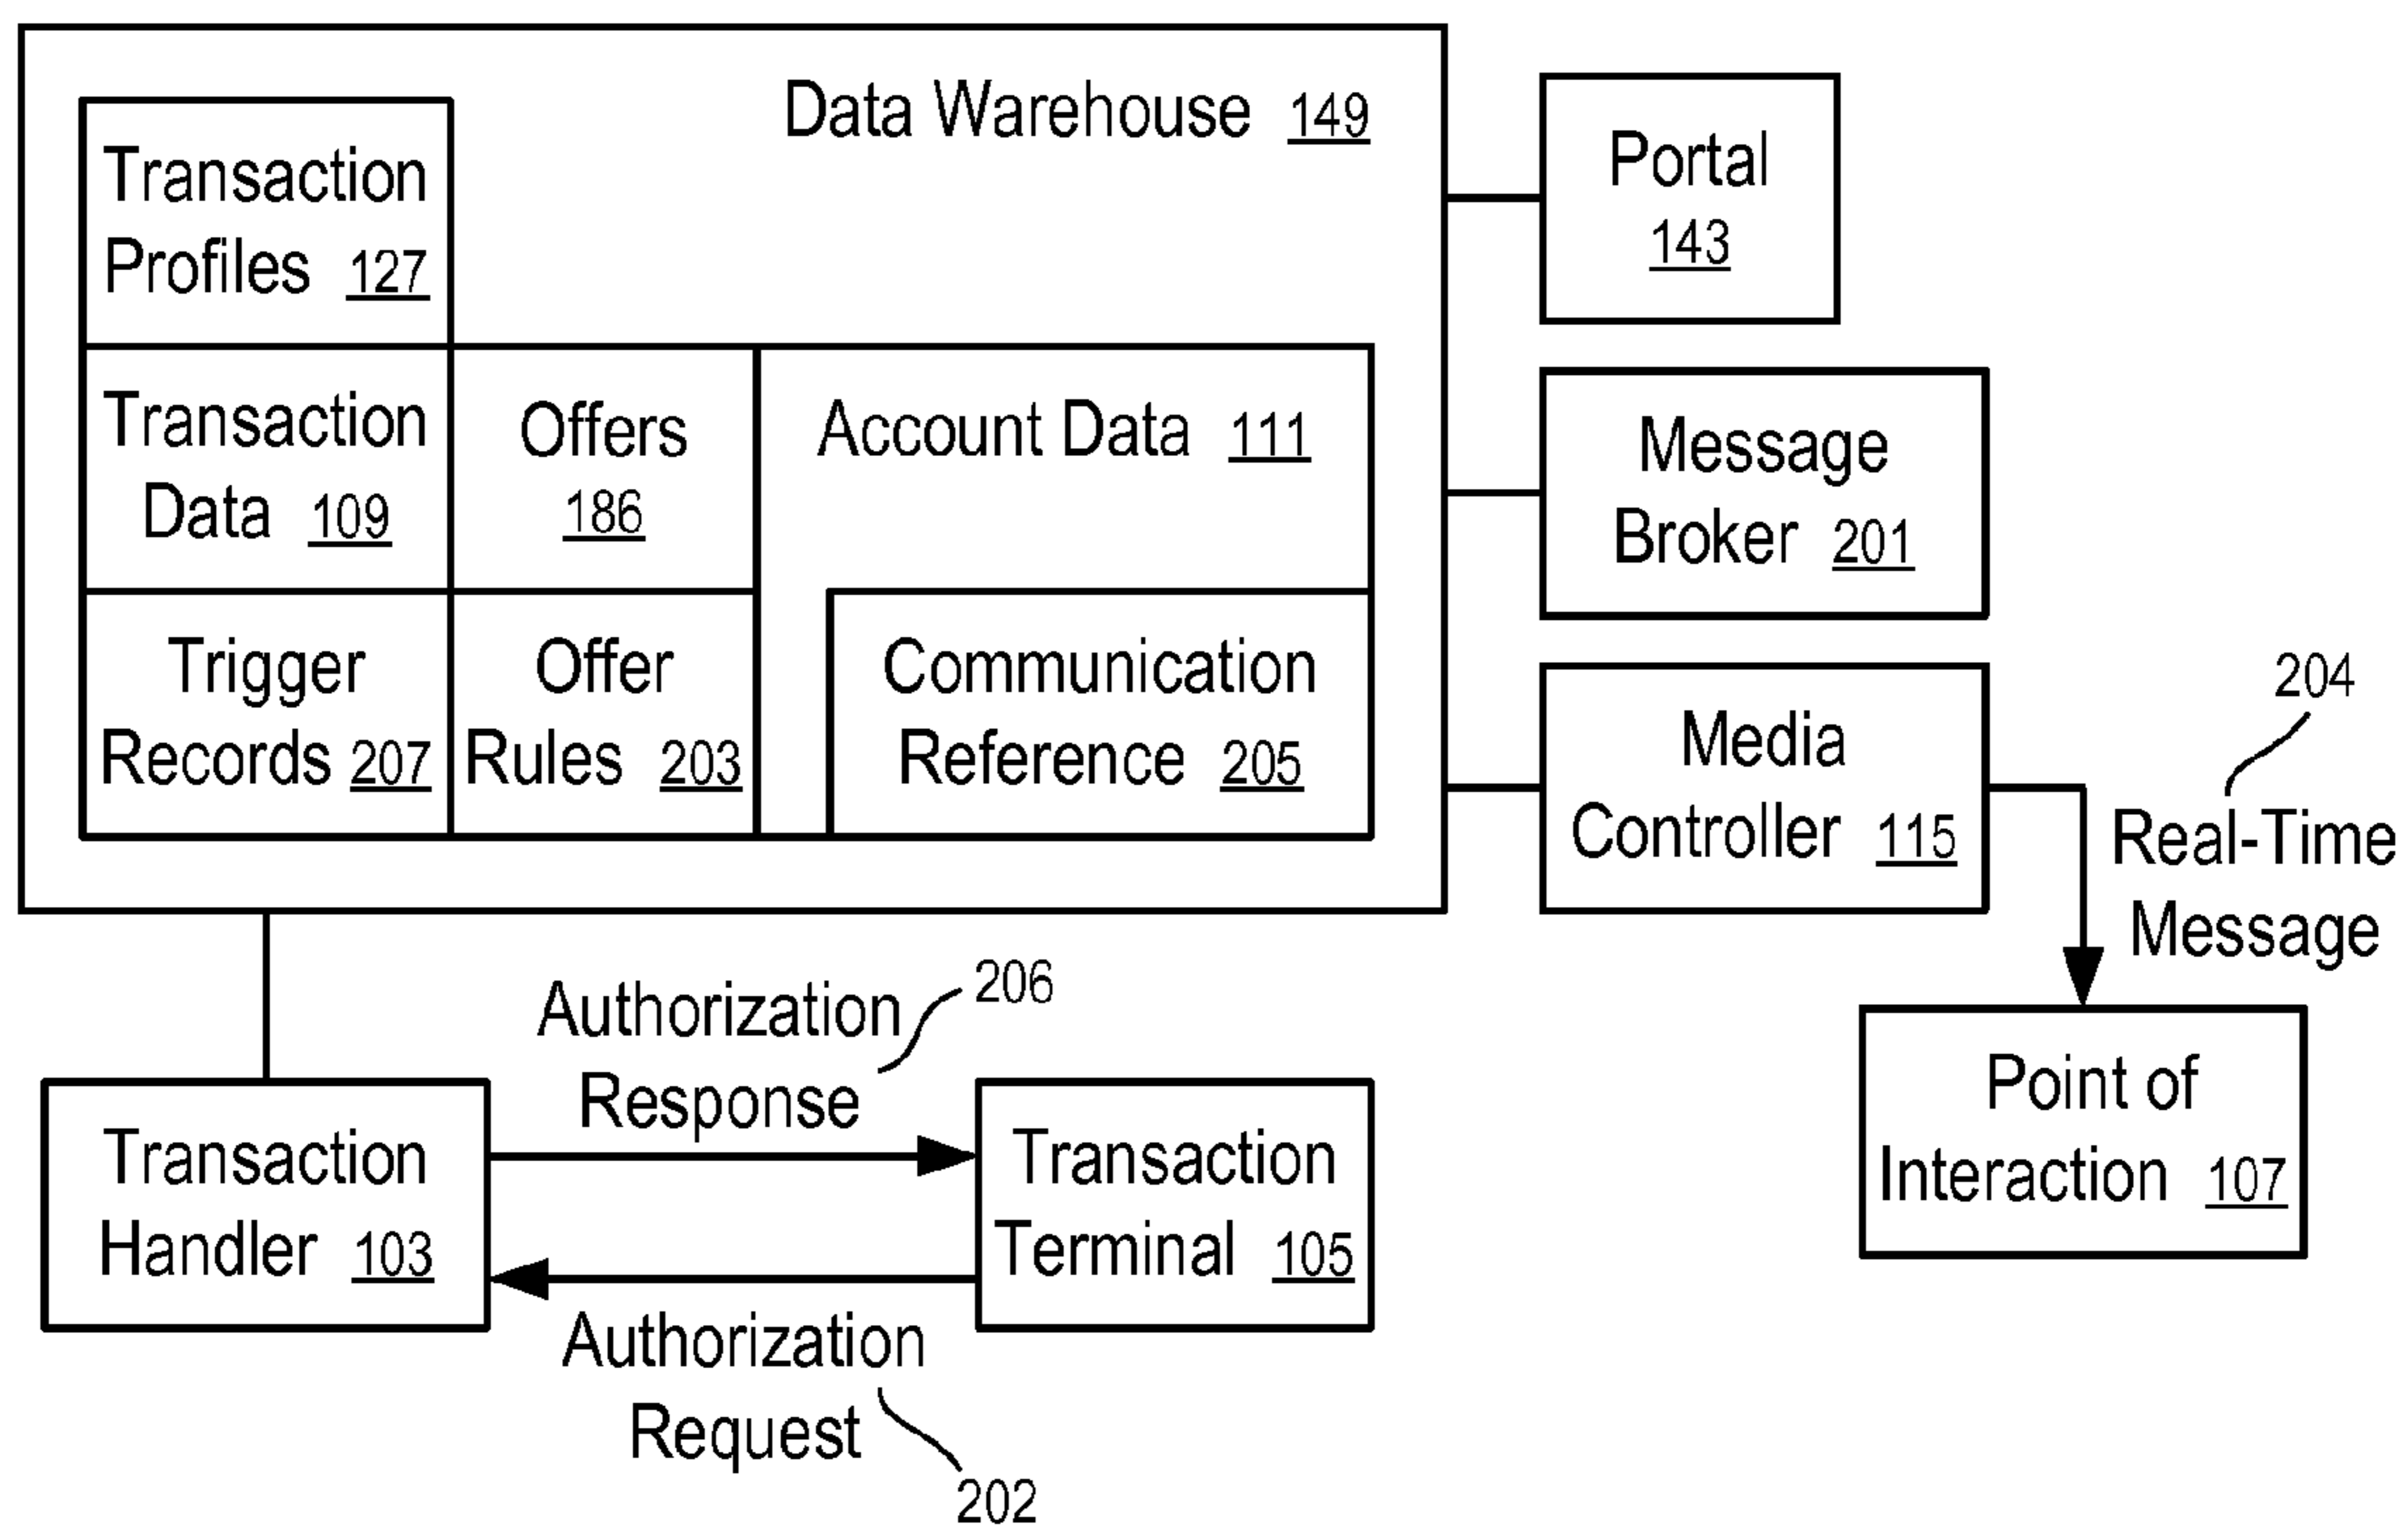 Data Warehouse 149
Transaction
Profiles 127
Transaction
Data 109
Offers
186
Account Data 111
Trigger
Records 207
Offer
Rules 203
Communication
Reference 205
Portal
143
Message
Broker 201
Media
Controller 115
204
Real-Time
Message
Point of
Interaction 107
Authorization
Response
206
Transaction
Handler 103
Transaction
Terminal 105
Authorization
Request
202